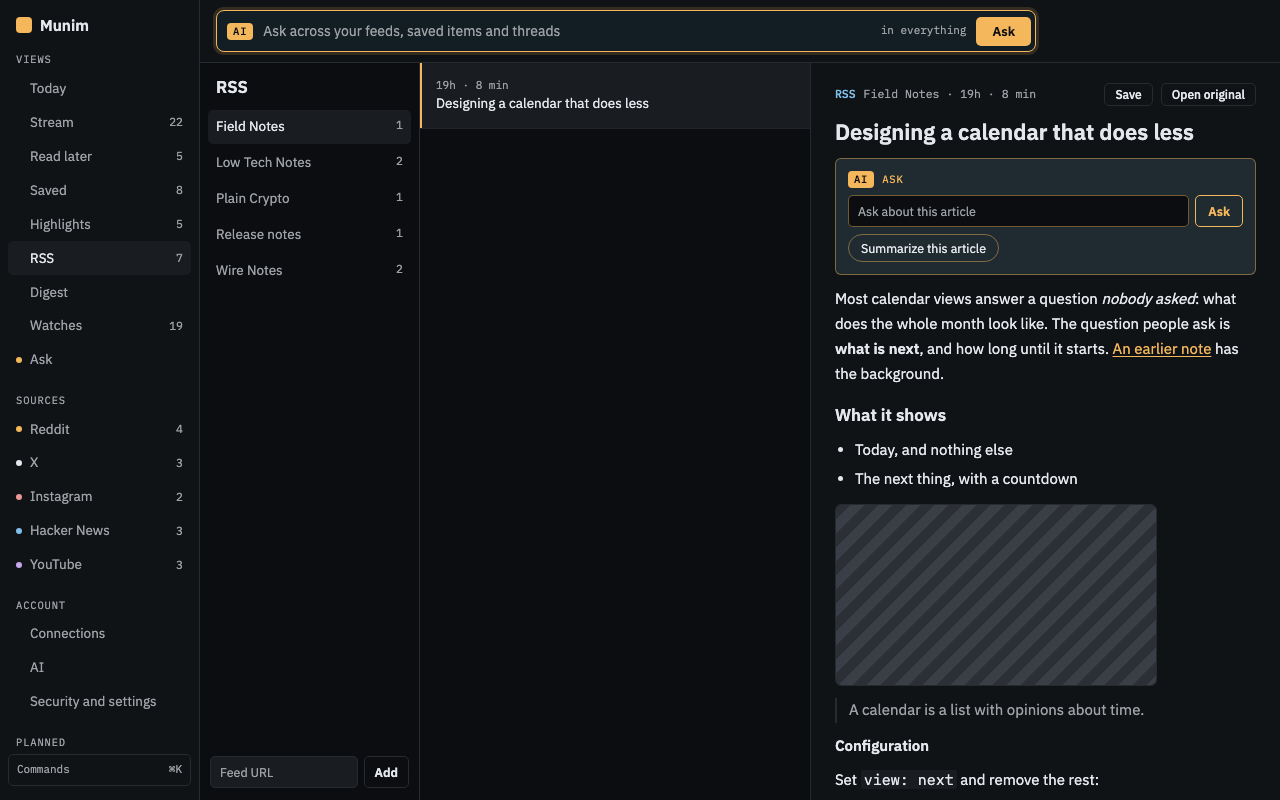 Munim
VIEWS
Today
Stream 22
Read later 5
Saved 8
Highlights 5
RSS 7
Digest
Watches 19
Ask
SOURCES
Reddit 4
X 3
Instagram 2
Hacker News 3
YouTube 3
ACCOUNT
Connections
AI
Security and settings
PLANNED
Commands ⌘K
AI Ask across your feeds, saved items and threads in everything Ask
RSS
Field Notes 1
Low Tech Notes 2
Plain Crypto 1
Release notes 1
Wire Notes 2
Feed URL Add
19h · 8 min
Designing a calendar that does less
RSS Field Notes · 19h · 8 min Save Open original
Designing a calendar that does less
AI ASK
Ask about this article Ask
Summarize this article
Most calendar views answer a question nobody asked: what
does the whole month look like. The question people ask is
what is next, and how long until it starts. An earlier note has
the background.
What it shows
• Today, and nothing else
• The next thing, with a countdown
A calendar is a list with opinions about time.
Configuration
Set view: next and remove the rest: